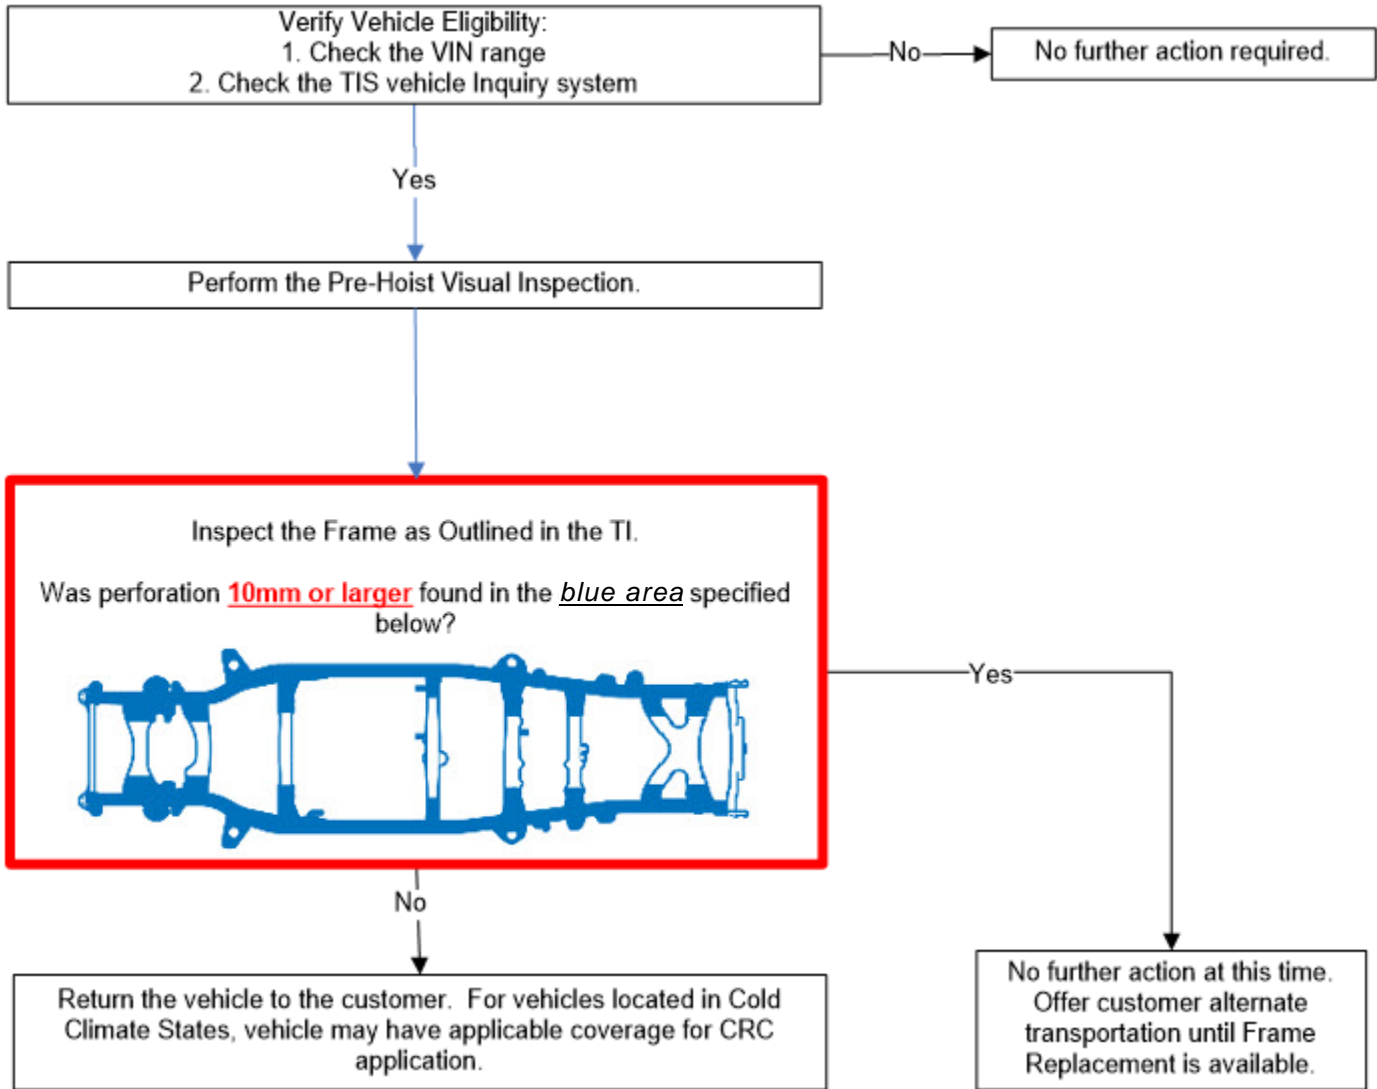 Verify Vehicle Eligibility:
1. Check the VIN range
2. Check the TIS vehicle Inquiry system
No
No further action required.
Yes
Perform the Pre-Hoist Visual Inspection.
Inspect the Frame as Outlined in the TI.
Was perforation 10mm or larger found in the blue area specified
below?
Yes
No
Return the vehicle to the customer.  For vehicles located in Cold
Climate States, vehicle may have applicable coverage for CRC
application.
No further action at this time.
Offer customer alternate
transportation until Frame
Replacement is available.